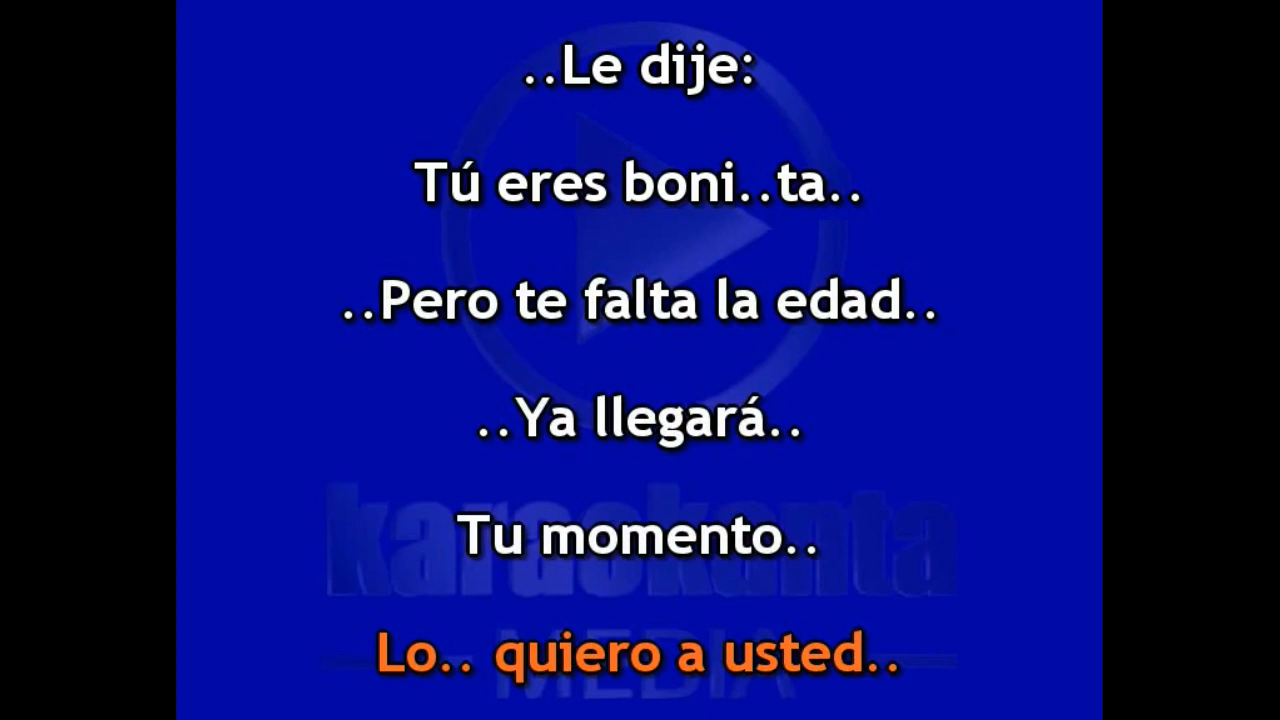 ..Le dije:
Tú eres boni..ta..
..Pero te falta la edad..
..Ya llegará..
Tu momento..
Lo.. quiero a usted..
karaokanta
MEDIA